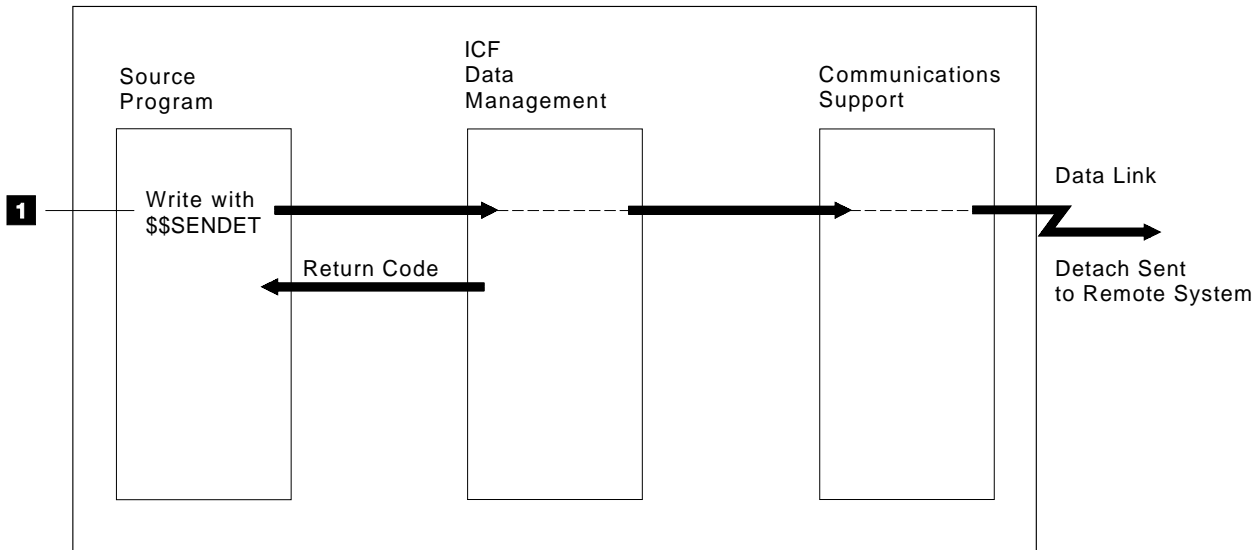 Source
Program
ICF
Data
Management
Communications
Support
1
Write with
$$SENDET
Return Code
Data Link
Detach Sent
to Remote System